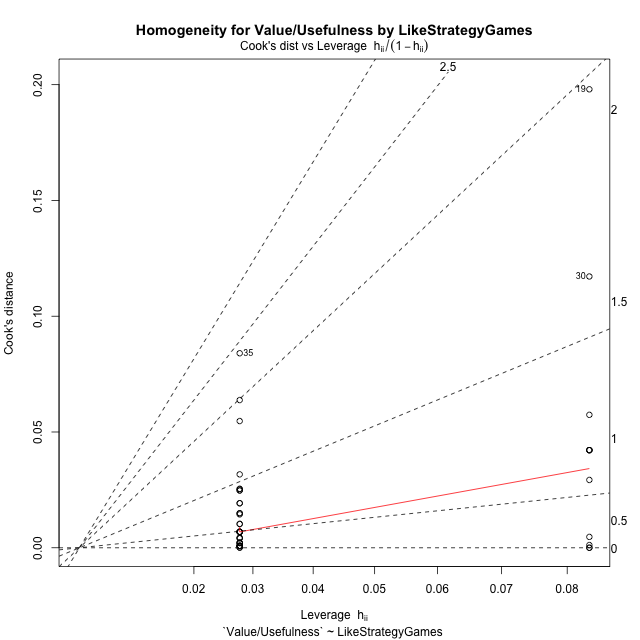 Homogeneity for Value/Usefulness by LikeStrategyGames
Cook's dist vs Leverage hii/(1 − hii)
2.5
19
2
30
1.5
35
1
0.5
0
0.20
0.15
0.10
0.05
0.00
Cook's distance
0.02 0.03 0.04 0.05 0.06 0.07 0.08
Leverage hii
`Value/Usefulness` ~ LikeStrategyGames